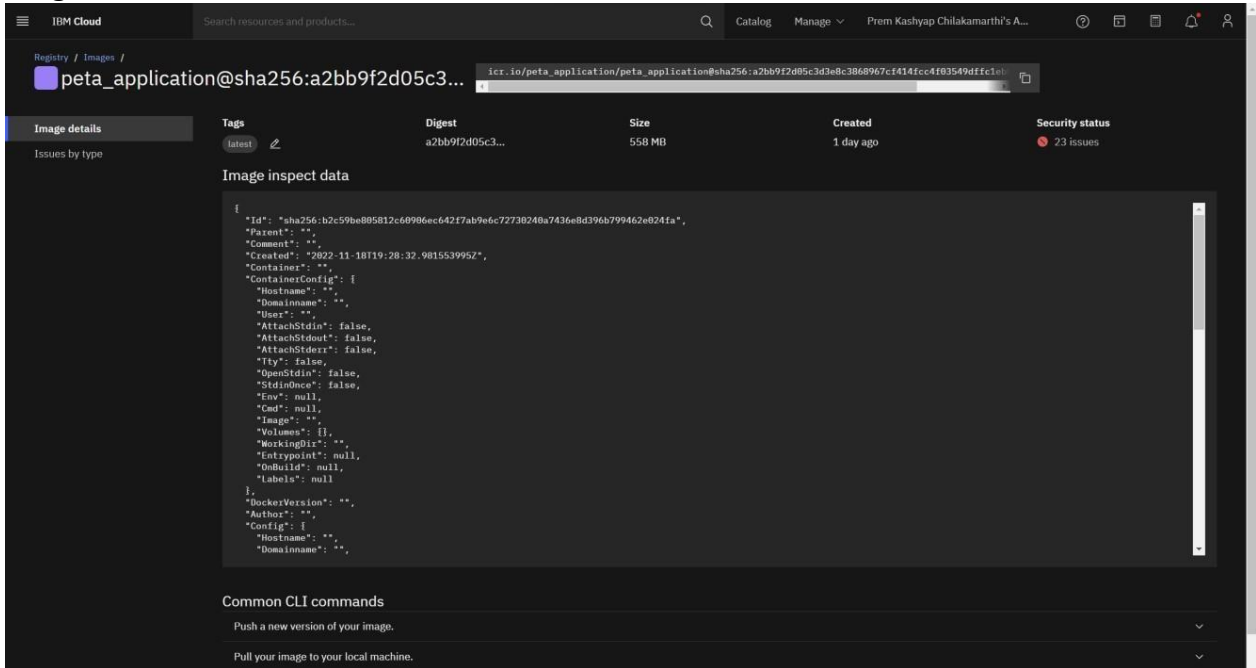 IBM Cloud
Search resources and products...
Catalog
Manage
Prem Kashyap Chilakamarthi's A...
Registry / Images /
peta_application@sha256:a2bb9f2d05c3...
icr.io/peta_application/peta_application@sha256:a2bb9f2d05c3d3e8c3868967cf414fcc4f03549dffc1eb
Image details
Issues by type
Tags
Digest
Size
Created
Security status
latest
a2bb9f2d05c3...
558 MB
1 day ago
23 issues
Image inspect data
{
"Id": "sha256:b2c59be805812c60906ec642f7ab9e6c72730240a7436e8d396b799462e024fa",
"Parent": "",
"Comment": "",
"Created": "2022-11-18T19:28:32.981553995Z",
"Container": "",
"ContainerConfig": {
"Hostname": "",
"Domainname": "",
"User": "",
"AttachStdin": false,
"AttachStdout": false,
"AttachStderr": false,
"Tty": false,
"OpenStdin": false,
"StdinOnce": false,
"Env": null,
"Cmd": null,
"Image": "",
"Volumes": {},
"WorkingDir": "",
"Entrypoint": null,
"OnBuild": null,
"Labels": null
},
"DockerVersion": "",
"Author": "",
"Config": {
"Hostname": "",
"Domainname": "",
Common CLI commands
Push a new version of your image.
Pull your image to your local machine.